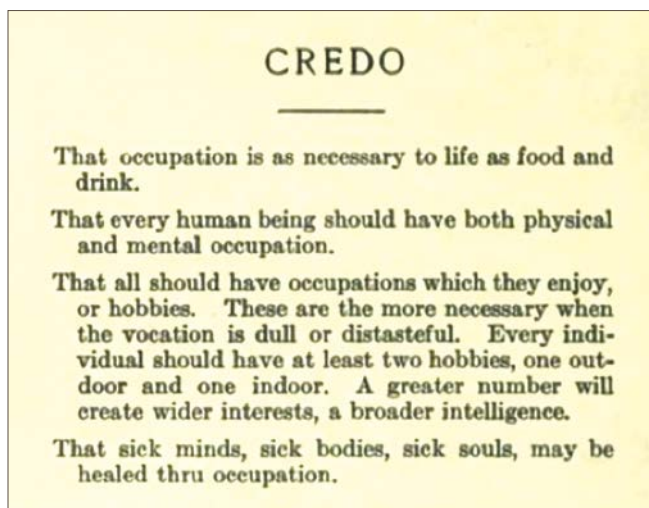 CREDO
That occupation is as necessary to life as food and
drink.
That every human being should have both physical
and mental occupation.
That all should have occupations which they enjoy,
or hobbies. These are the more necessary when
the vocation is dull or distasteful. Every indi-
vidual should have at least two hobbies, one out-
door and one indoor. A greater number will
create wider interests, a broader intelligence.
That sick minds, sick bodies, sick souls, may be
healed thru occupation.